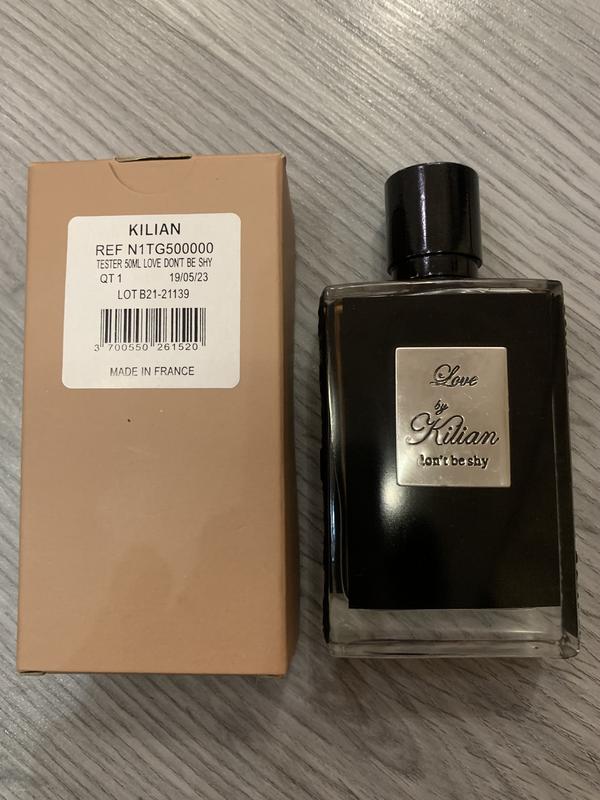 KILIAN
REF N1TG500000
TESTER 50ML LOVE DON'T BE SHY
QT 1 19/05/23
LOT B21-21139
3 700550 261520
MADE IN FRANCE
Love
by
Kilian
don't be shy